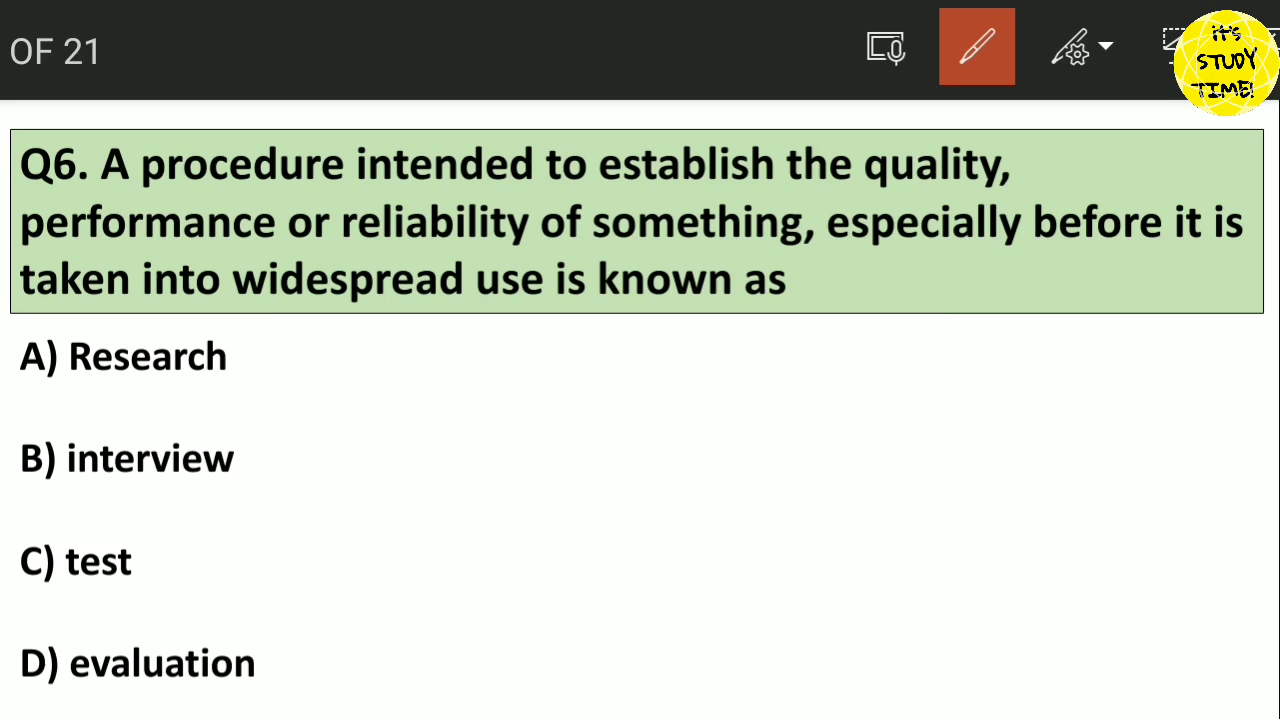 OF 21
IT'S
STUDY
TIME!
Q6. A procedure intended to establish the quality,
performance or reliability of something, especially before it is
taken into widespread use is known as
A) Research
B) interview
C) test
D) evaluation